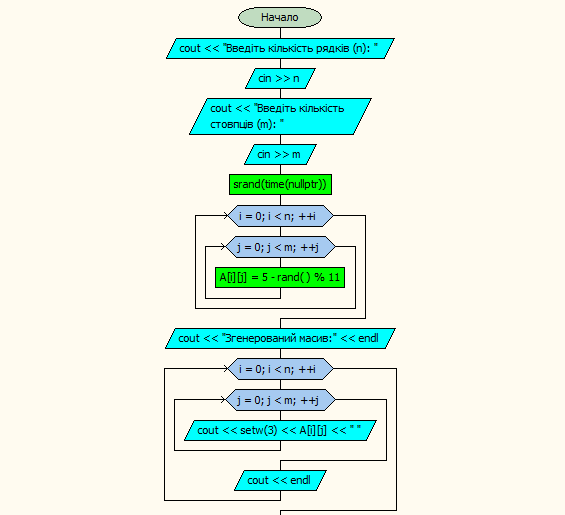 Начало
cout << "Введіть кількість рядків (n): "
cin >> n
cout << "Введіть кількість
стовпців (m): "
cin >> m
srand(time(nullptr))
i = 0; i < n; ++i
j = 0; j < m; ++j
A[i][j] = 5 - rand( ) % 11
cout << "Згенерований масив:" << endl
i = 0; i < n; ++i
j = 0; j < m; ++j
cout << setw(3) << A[i][j] << " "
cout << endl